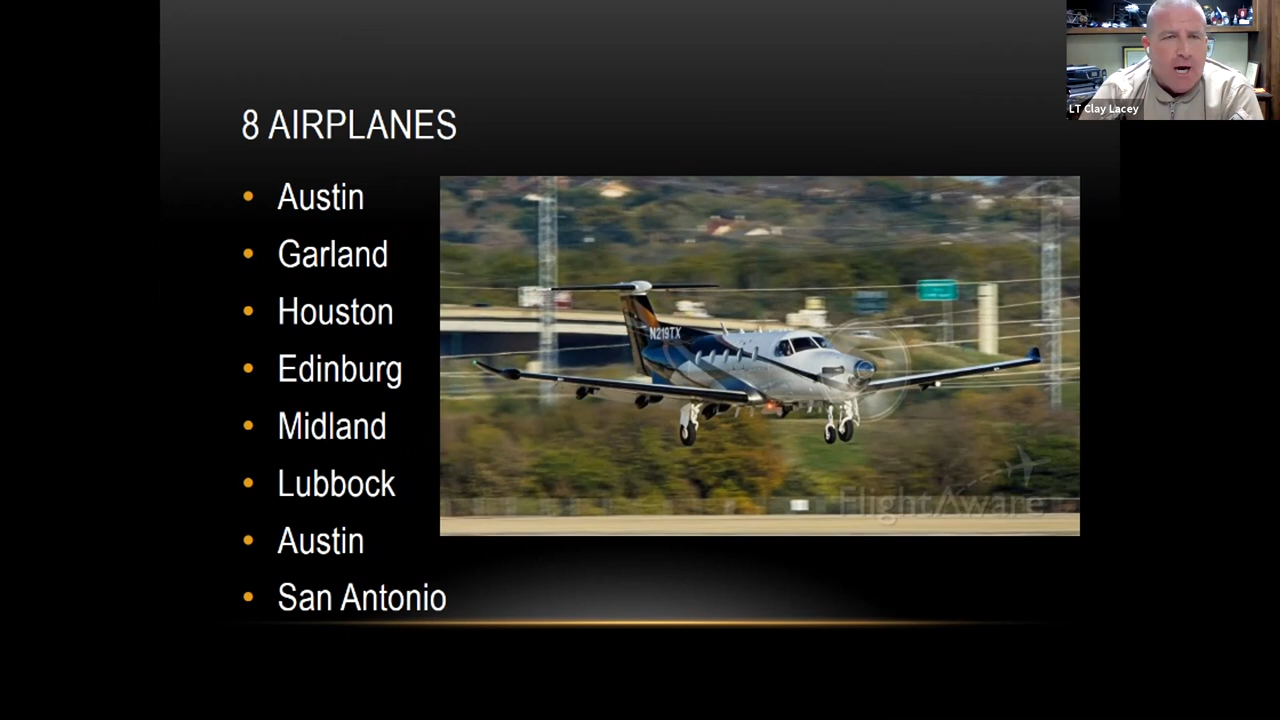 LT Clay Lacey
8 AIRPLANES
• Austin
• Garland
• Houston
• Edinburg
• Midland
• Lubbock
• Austin
• San Antonio
N219TX
FlightAware